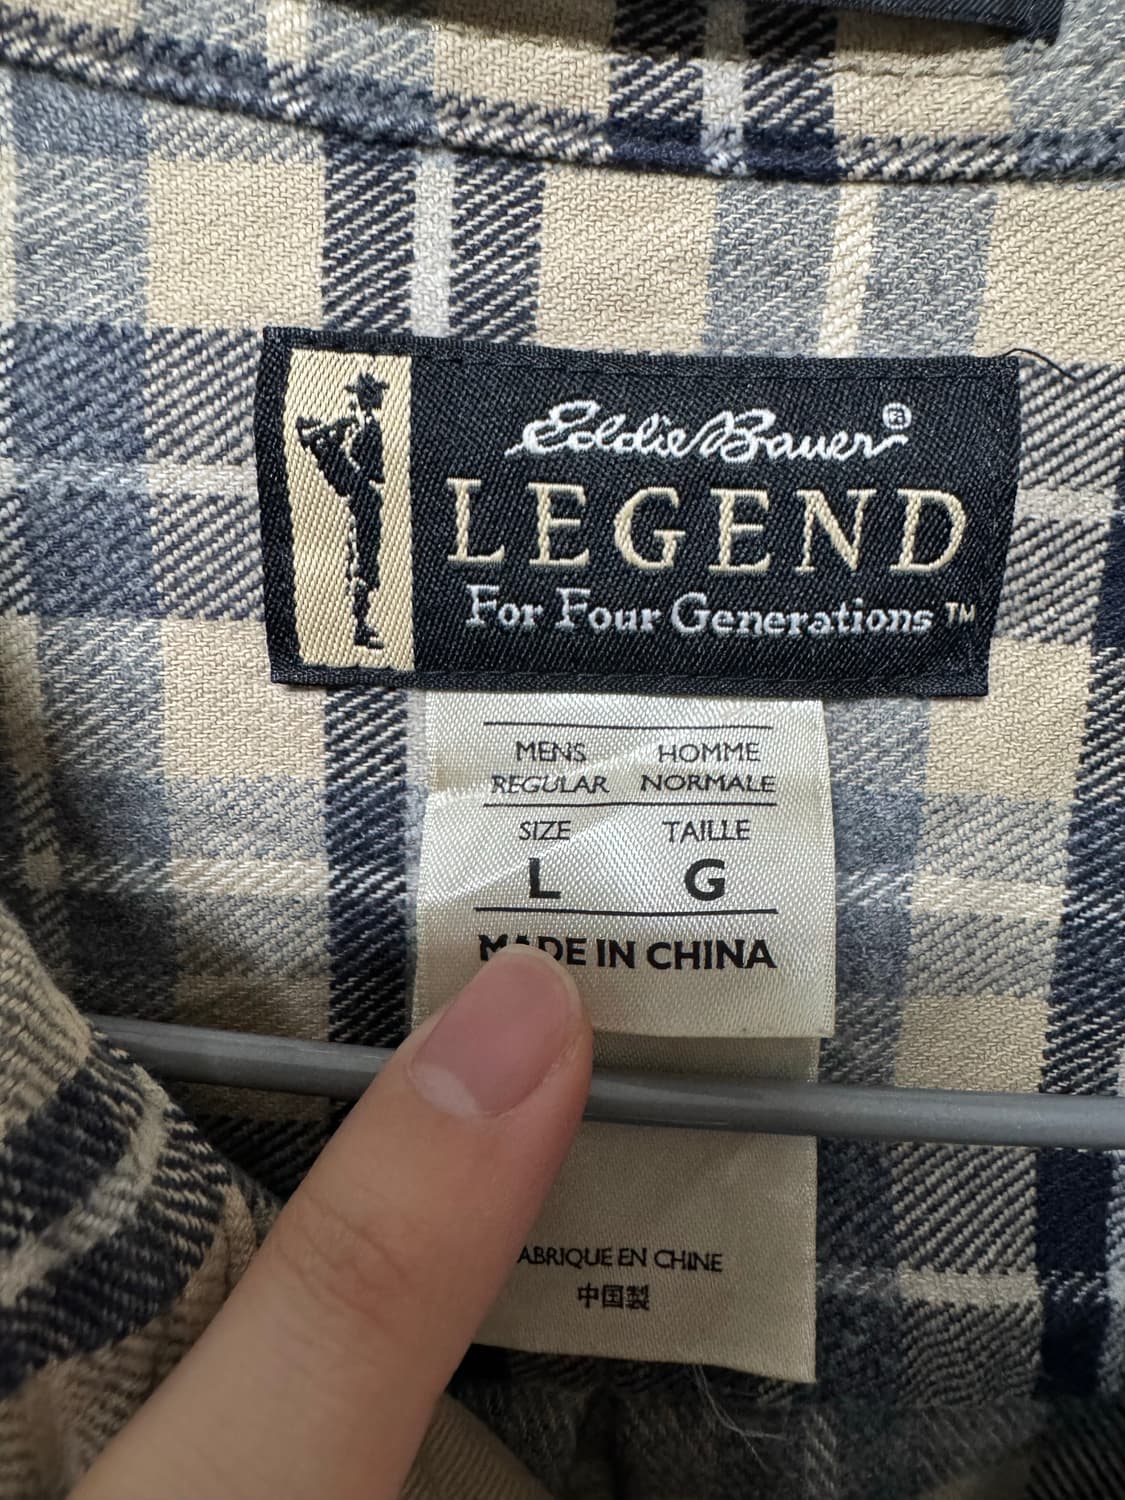 Eddie Bauer®
LEGEND
For Four Generations™
MENS HOMME
REGULAR NORMALE
SIZE TAILLE
L G
MADE IN CHINA
ABRIQUE EN CHINE
中国製